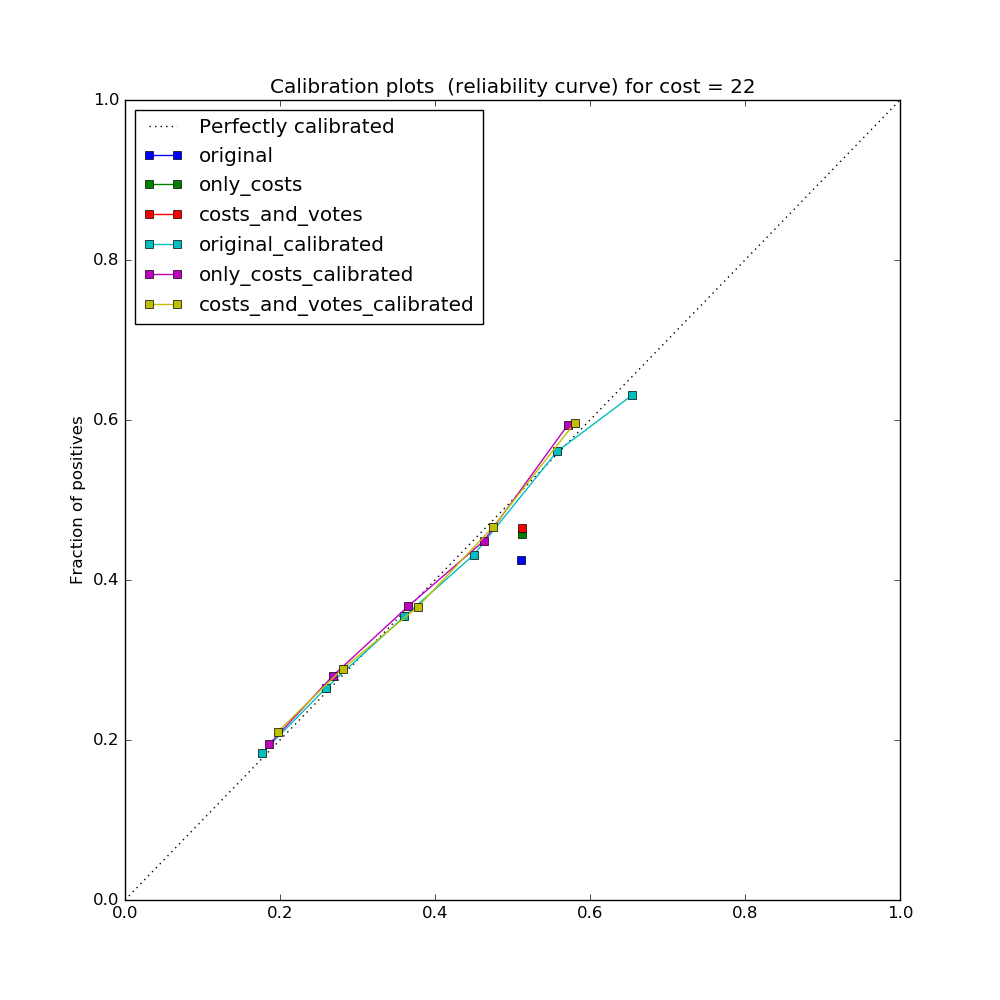 Calibration plots  (reliability curve) for cost = 22
1.0
Perfectly calibrated
original
only_costs
costs_and_votes
original_calibrated
only_costs_calibrated
costs_and_votes_calibrated
0.8
0.6
Fraction of positives
0.4
0.2
0.0
0.0 0.2 0.4 0.6 0.8 1.0